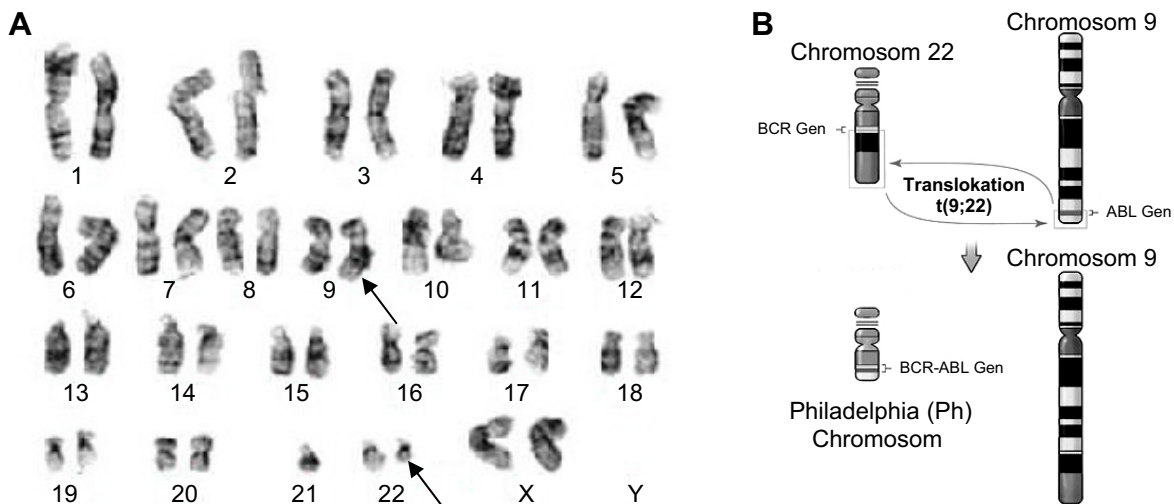 A
1 2 3 4 5
6 7 8 9 10 11 12
13 14 15 16 17 18
19 20 21 22 X Y
B
Chromosom 9
Chromosom 22
BCR Gen
Translokation
t(9;22)
ABL Gen
Chromosom 9
BCR-ABL Gen
Philadelphia (Ph)
Chromosom